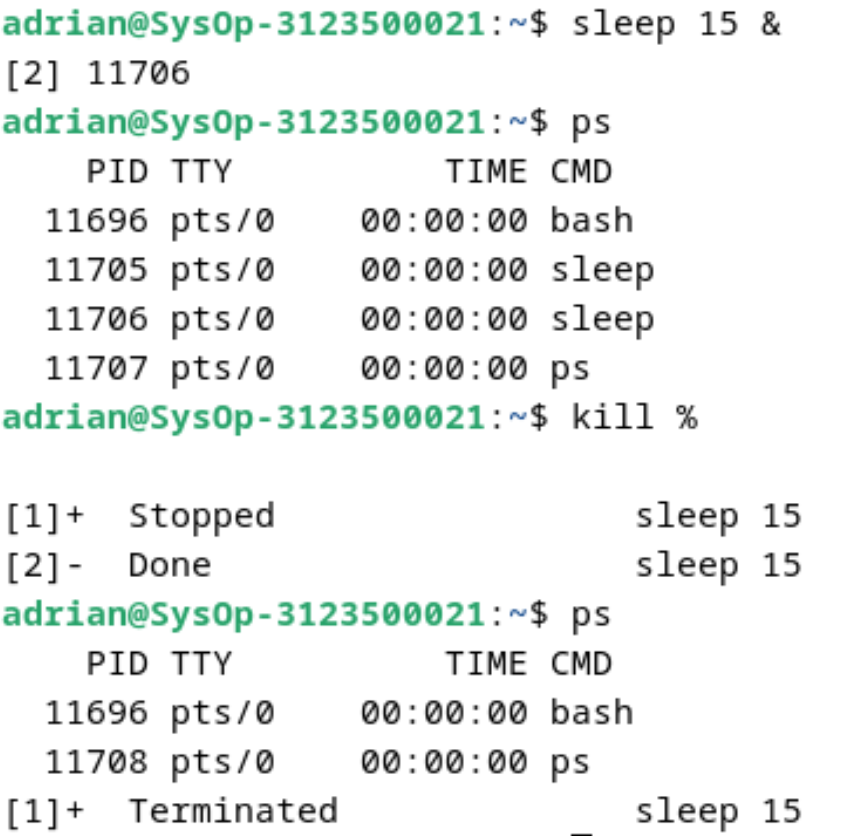 adrian@SysOp-3123500021:~$ sleep 15 &
[2] 11706
adrian@SysOp-3123500021:~$ ps
    PID TTY          TIME CMD
  11696 pts/0    00:00:00 bash
  11705 pts/0    00:00:00 sleep
  11706 pts/0    00:00:00 sleep
  11707 pts/0    00:00:00 ps
adrian@SysOp-3123500021:~$ kill %

[1]+  Stopped                 sleep 15
[2]-  Done                    sleep 15
adrian@SysOp-3123500021:~$ ps
    PID TTY          TIME CMD
  11696 pts/0    00:00:00 bash
  11708 pts/0    00:00:00 ps
[1]+  Terminated              sleep 15